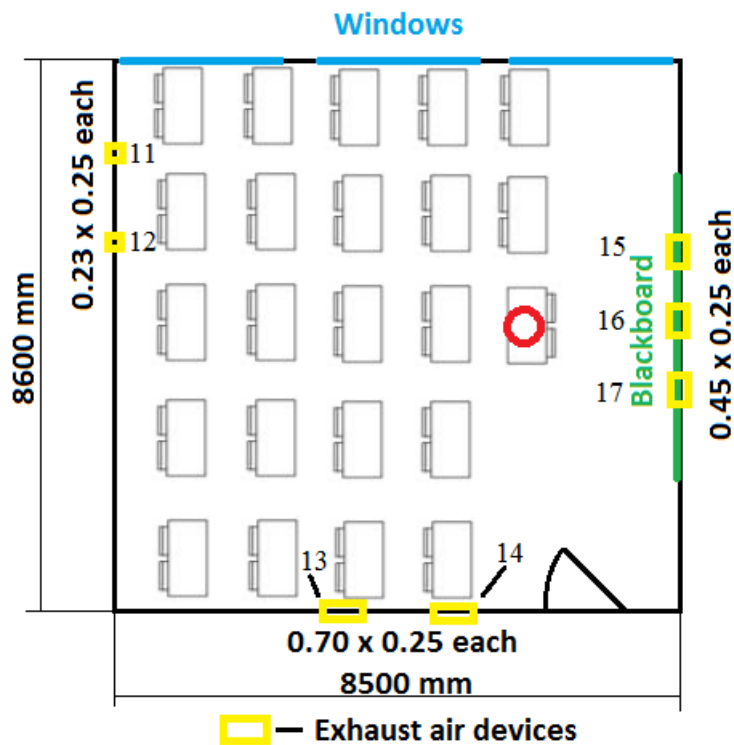 Windows
0.23 x 0.25 each
11
12
8600 mm
15
16
17
Blackboard
0.45 x 0.25 each
13
14
0.70 x 0.25 each
8500 mm
Exhaust air devices